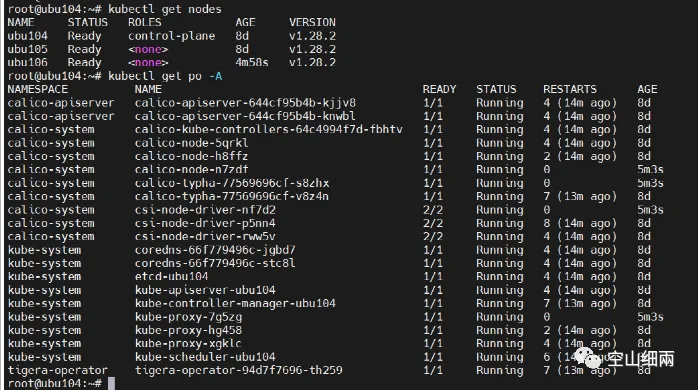 root@ubu104:~# kubectl get nodes
NAME STATUS ROLES AGE VERSION
ubu104 Ready control-plane 8d v1.28.2
ubu105 Ready <none> 8d v1.28.2
ubu106 Ready <none> 4m58s v1.28.2
root@ubu104:~# kubectl get po -A
NAMESPACE NAME READY STATUS RESTARTS AGE
calico-apiserver calico-apiserver-644cf95b4b-kjjv8 1/1 Running 4 (14m ago) 8d
calico-apiserver calico-apiserver-644cf95b4b-knwbl 1/1 Running 4 (14m ago) 8d
calico-system calico-kube-controllers-64c4994f7d-fbhtv 1/1 Running 4 (14m ago) 8d
calico-system calico-node-5qrkl 1/1 Running 4 (14m ago) 8d
calico-system calico-node-h8ffz 1/1 Running 2 (14m ago) 8d
calico-system calico-node-n7zdf 1/1 Running 0 5m3s
calico-system calico-typha-77569696cf-s8zhx 1/1 Running 0 5m3s
calico-system calico-typha-77569696cf-v8z4n 1/1 Running 7 (13m ago) 8d
calico-system csi-node-driver-nf7d2 2/2 Running 0 5m3s
calico-system csi-node-driver-p5nn4 2/2 Running 8 (14m ago) 8d
calico-system csi-node-driver-rww5v 2/2 Running 4 (14m ago) 8d
kube-system coredns-66f779496c-jgbd7 1/1 Running 4 (14m ago) 8d
kube-system coredns-66f779496c-stc8l 1/1 Running 4 (14m ago) 8d
kube-system etcd-ubu104 1/1 Running 4 (14m ago) 8d
kube-system kube-apiserver-ubu104 1/1 Running 4 (14m ago) 8d
kube-system kube-controller-manager-ubu104 1/1 Running 7 (13m ago) 8d
kube-system kube-proxy-7g5zg 1/1 Running 0 5m3s
kube-system kube-proxy-hg458 1/1 Running 2 (14m ago) 8d
kube-system kube-proxy-xgklc 1/1 Running 4 (14m ago) 8d
kube-system kube-scheduler-ubu104 1/1 Running 6 (14m ago) 8d
tigera-operator tigera-operator-94d7f7696-th259 1/1 Running 7 (13m ago) 8d
root@ubu104:~#
空山细雨